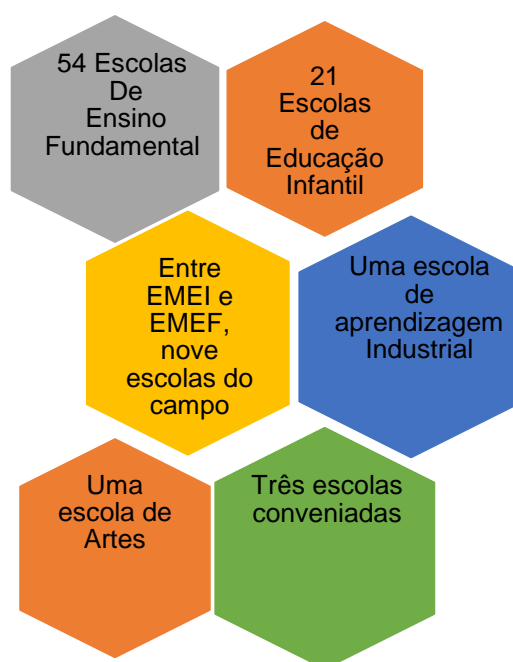 54 Escolas
De
Ensino
Fundamental
21
Escolas
de
Educação
Infantil
Entre
EMEI e
EMEF,
nove
escolas do
campo
Uma escola
de
aprendizagem
Industrial
Uma
escola de
Artes
Três escolas
conveniadas